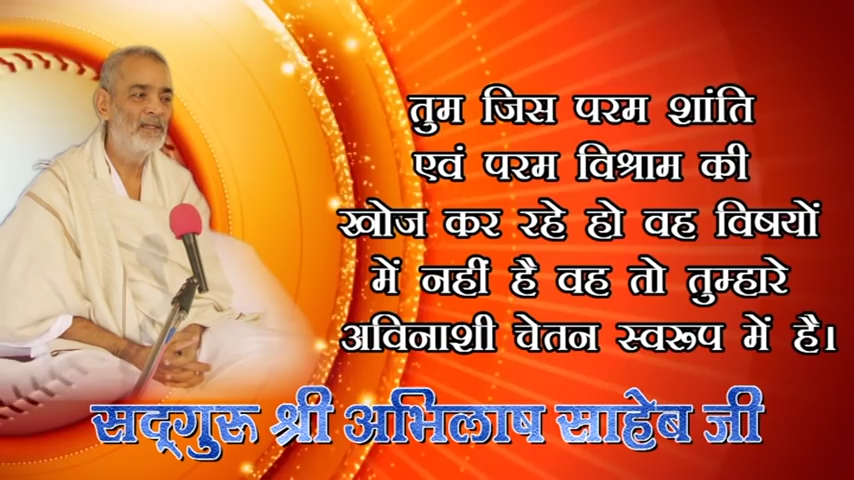 तुम जिस परम शांति
एवं परम विश्राम की
खोज कर रहे हो वह विषयों
में नहीं है वह तो तुम्हारे
अविनाशी चेतन स्वरूप में है।
सद्‌गुरु श्री अभिलाष साहेब जी